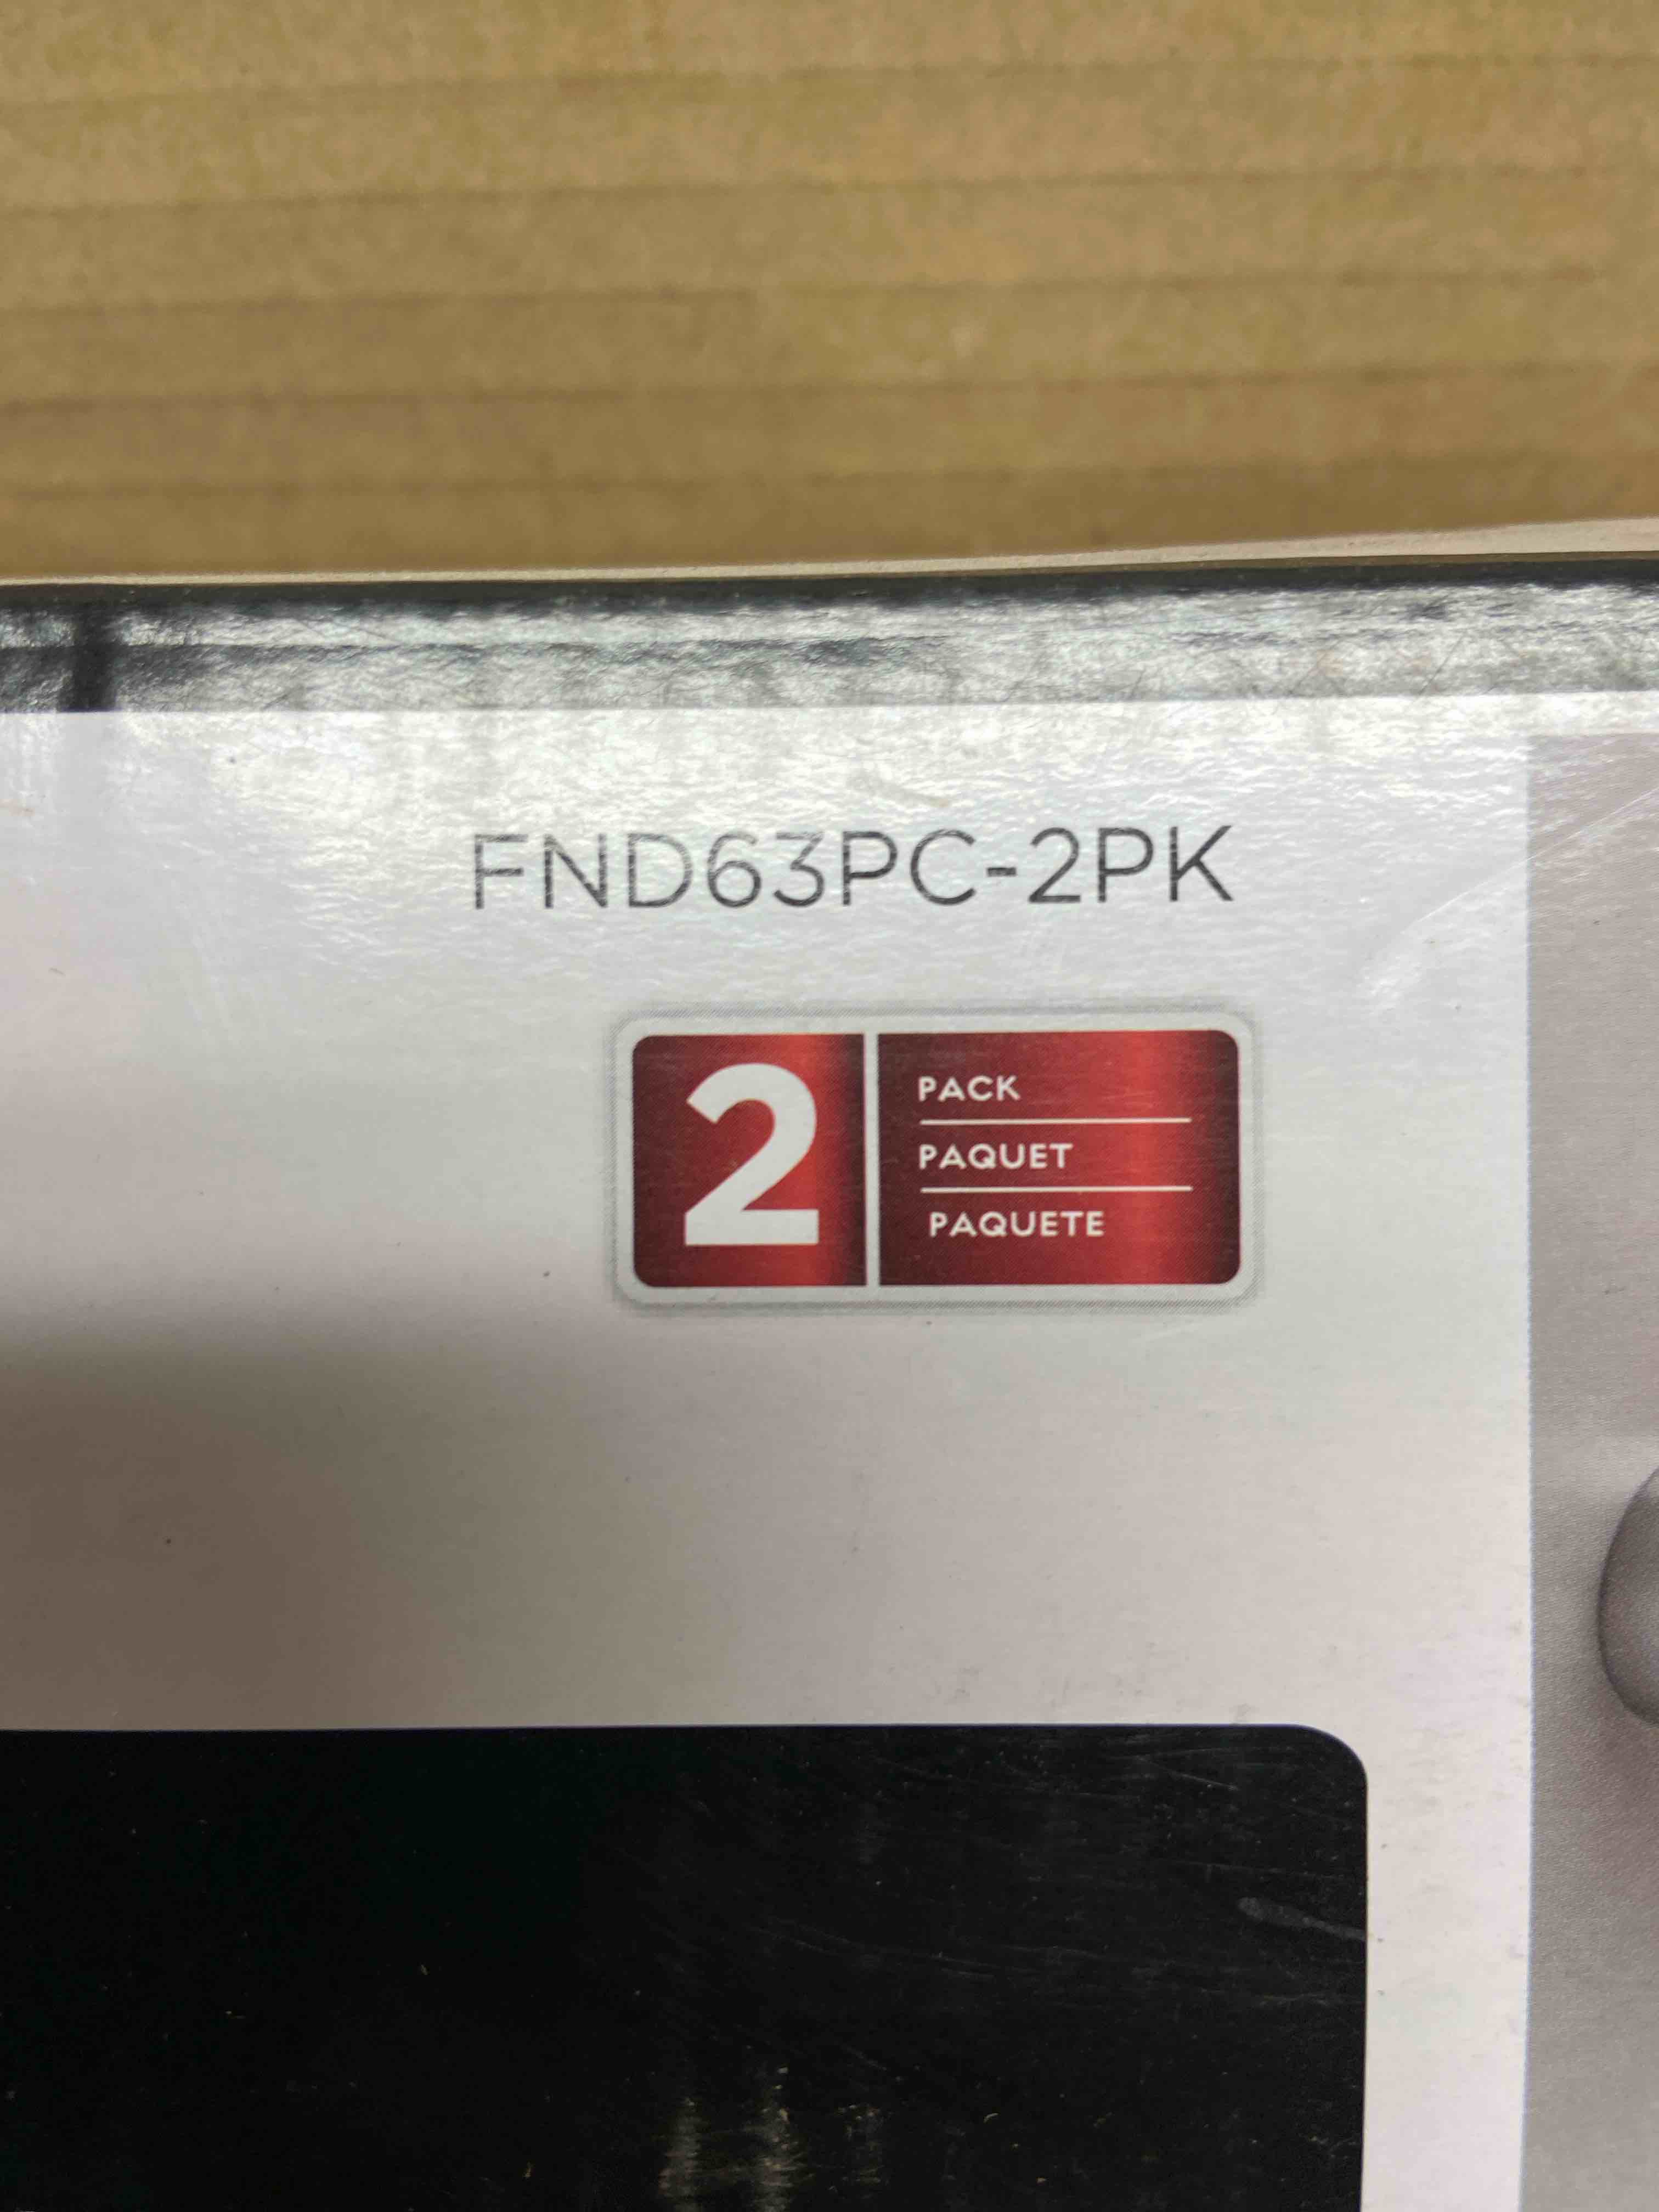 FND63PC-2PK
2
PACK
PAQUET
PAQUETE